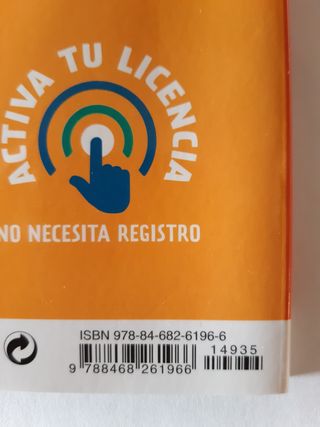 ACTIVA TU LICENCIA
NO NECESITA REGISTRO
ISBN 978-84-682-6196-6
14935
9 788468 261966